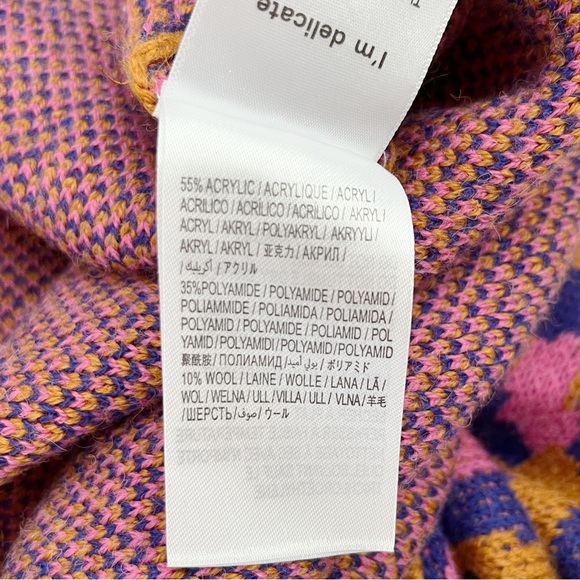 I'm delicate
55% ACRYLIC / ACRYLIQUE / ACRYL /
ACRILICO / ACRÍLICO / ACRILICO / AKRYL /
ACRYL / AKRYL / POLYAKRYL / AKRYYLI /
AKRYL / AKRYL / 亚克力 / АКРИЛ /
/ أكريليك / アクリル
35%POLYAMIDE / POLYAMIDE / POLYAMID /
POLIAMMIDE / POLIAMIDA / POLIAMIDA /
POLYAMID / POLYAMIDE / POLIAMID / POL
YAMID / POLYAMIDI / POLYAMID / POLYAMID
聚酰胺 / ПОЛИАМИД / بولي أميد / ポリアミド
10% WOOL / LAINE / WOLLE / LANA / LÃ /
WOL / WEŁNA / ULL / VILLA / ULL / VLNA / 羊毛
/ ШЕРСТЬ / صوف / ウール